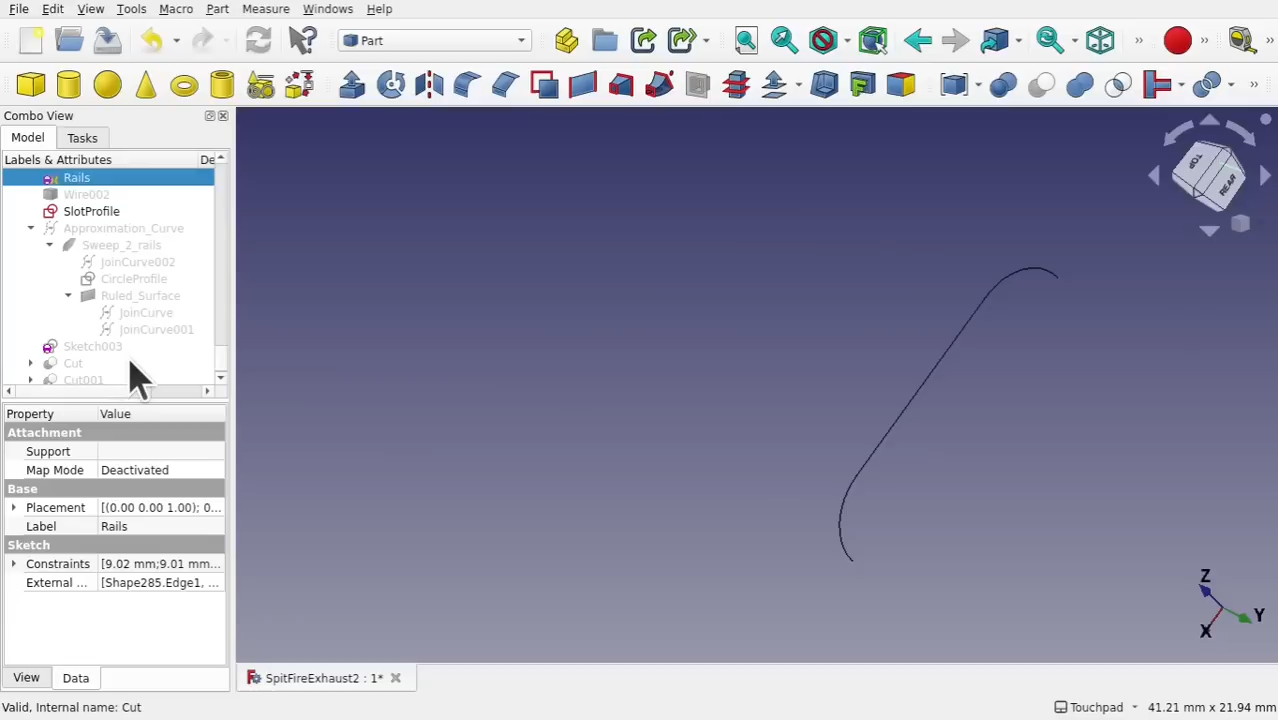 File Edit View Tools Macro Part Measure Windows Help
Part
Combo View
Model Tasks
Labels & Attributes De
Rails
Wire002
SlotProfile
Approximation_Curve
Sweep_2_rails
JoinCurve002
CircleProfile
Ruled_Surface
JoinCurve
JoinCurve001
Sketch003
Cut
Cut001
Property Value
Attachment
Support
Map Mode Deactivated
Base
Placement [(0.00 0.00 1.00); 0...
Label Rails
Sketch
Constraints [9.02 mm;9.01 mm...
External ... [Shape285.Edge1, ...
View Data
TOP
REAR
Z
Y
X
SpitFireExhaust2 : 1*
Valid, Internal name: Cut
Touchpad 41.21 mm x 21.94 mm